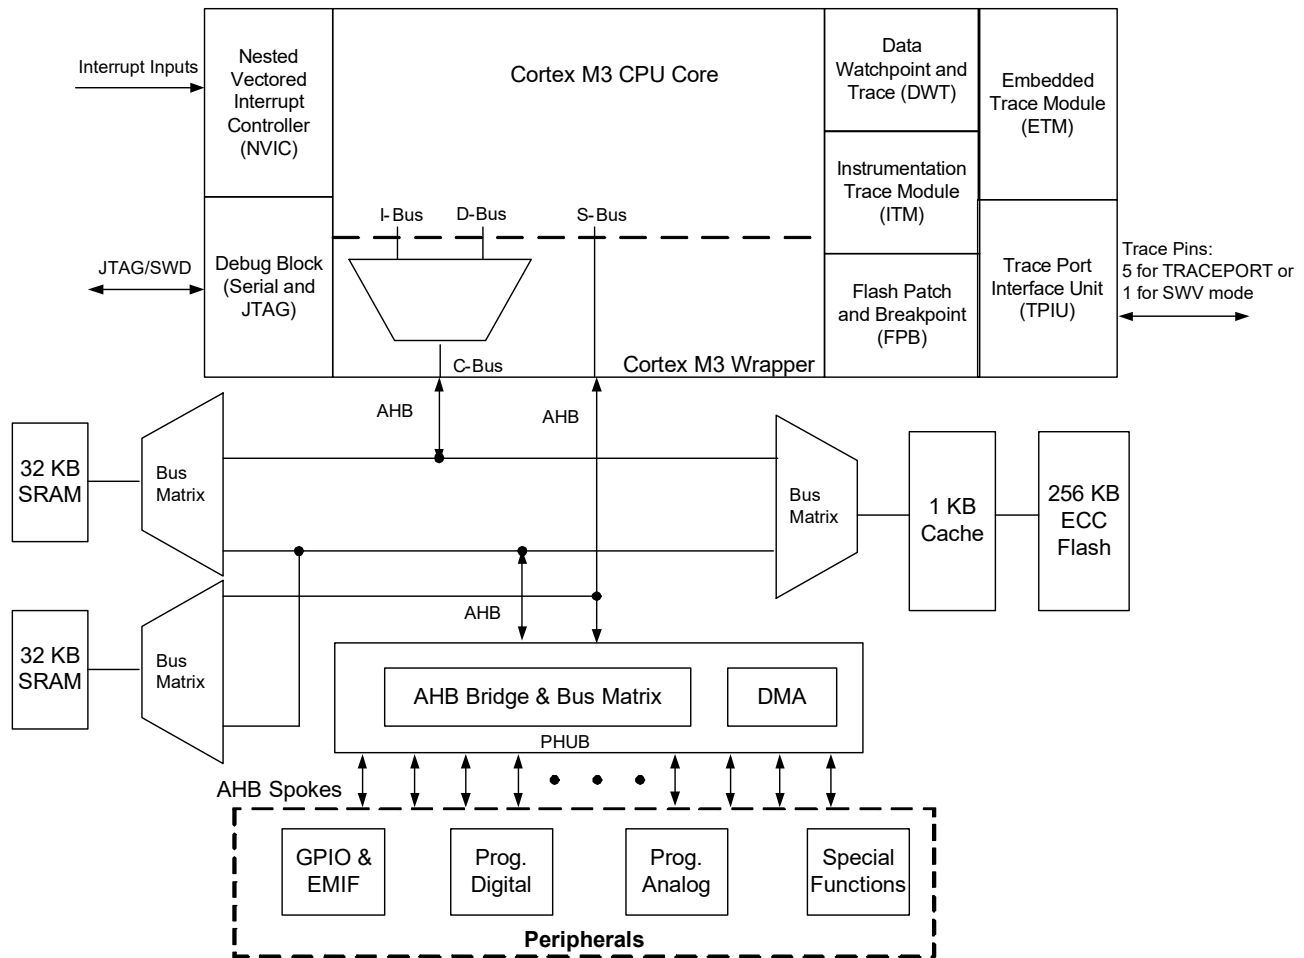 Interrupt Inputs
Nested
Vectored
Interrupt
Controller
(NVIC)
Cortex M3 CPU Core
Data
Watchpoint and
Trace (DWT)
Embedded
Trace Module
(ETM)
Instrumentation
Trace Module
(ITM)
I-Bus
D-Bus
S-Bus
JTAG/SWD
Debug Block
(Serial and
JTAG)
Flash Patch
and Breakpoint
(FPB)
Trace Port
Interface Unit
(TPIU)
Trace Pins:
5 for TRACEPORT or
1 for SWV mode
C-Bus
Cortex M3 Wrapper
AHB
AHB
32 KB
SRAM
Bus
Matrix
Bus
Matrix
1 KB
Cache
256 KB
ECC
Flash
AHB
32 KB
SRAM
Bus
Matrix
AHB Bridge & Bus Matrix
DMA
PHUB
AHB Spokes
GPIO &
EMIF
Prog.
Digital
Prog.
Analog
Special
Functions
Peripherals